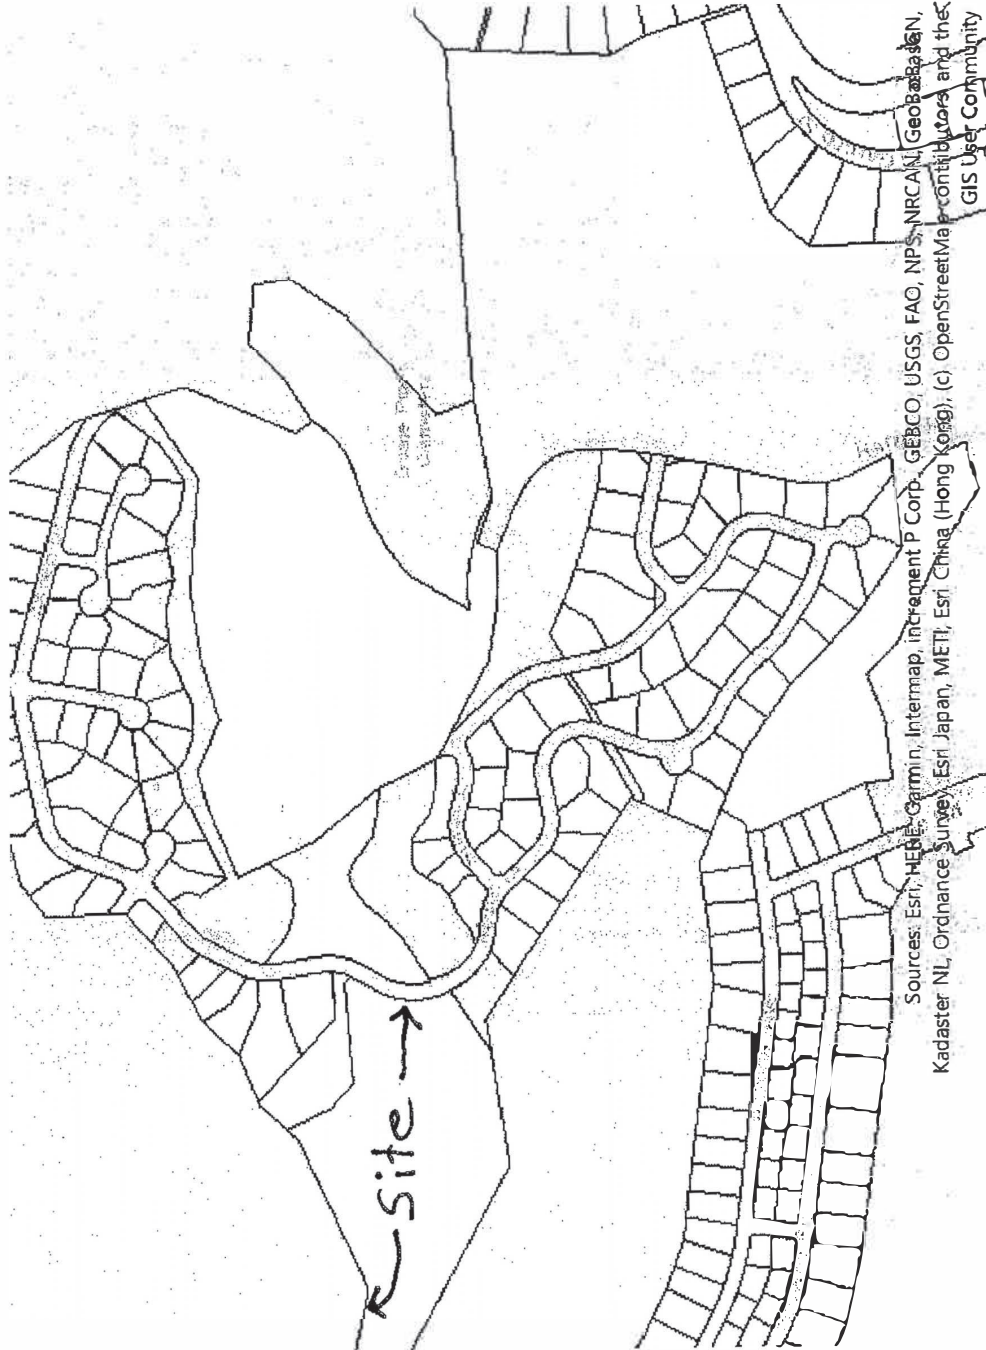 ← Site →
Sources: Esri, HERE, Garmin, Intermap, increment P Corp., GEBCO, USGS, FAO, NPS, NRCAN, GeoBase, IGN,
Kadaster NL, Ordnance Survey, Esri Japan, METI, Esri China (Hong Kong), (c) OpenStreetMap contributors, and the
GIS User Community